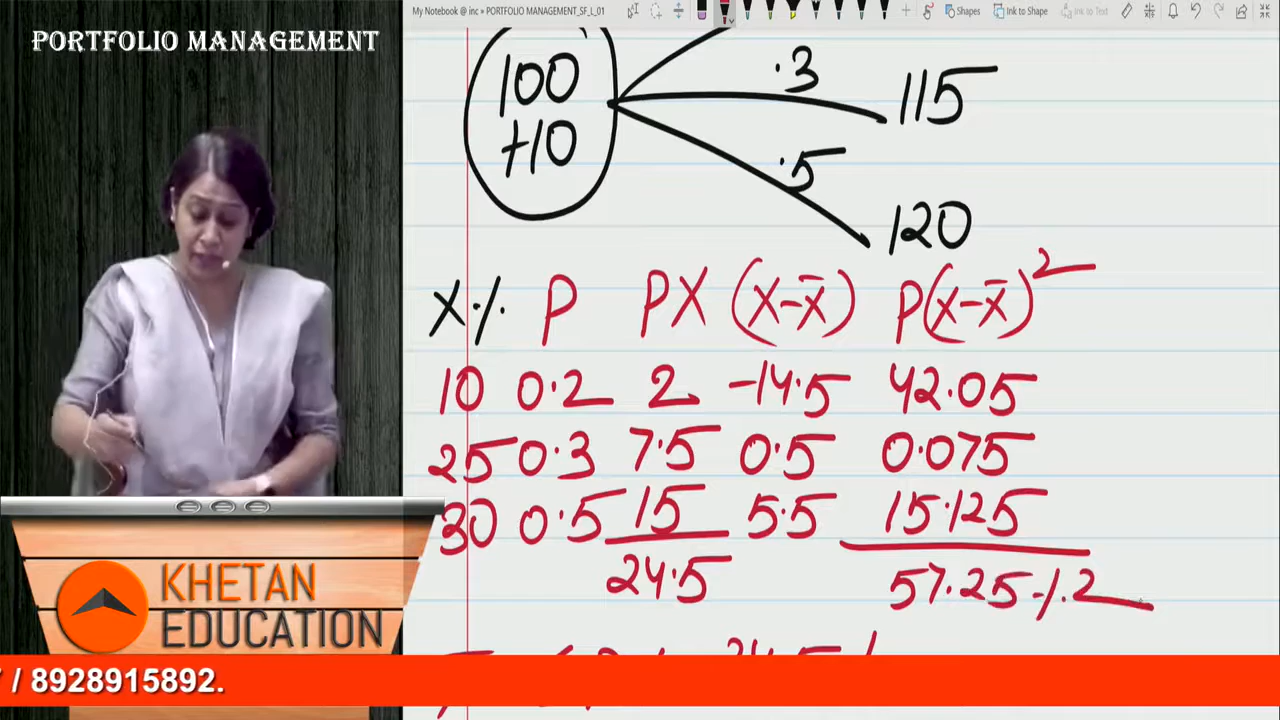 My Notebook @ inc » PORTFOLIO MANAGEMENT_SF_L_01
Shapes
Ink to Shape
Ink to Text
PORTFOLIO MANAGEMENT
100
+10
.3
115
.5
120
X% P PX (X-x̄) P(X-x̄)²
10 0.2 2 -14.5 42.05
25 0.3 7.5 0.5 0.075
30 0.5 15 5.5 15.125
24.5 57.25%²
KHETAN
EDUCATION
/ 8928915892.